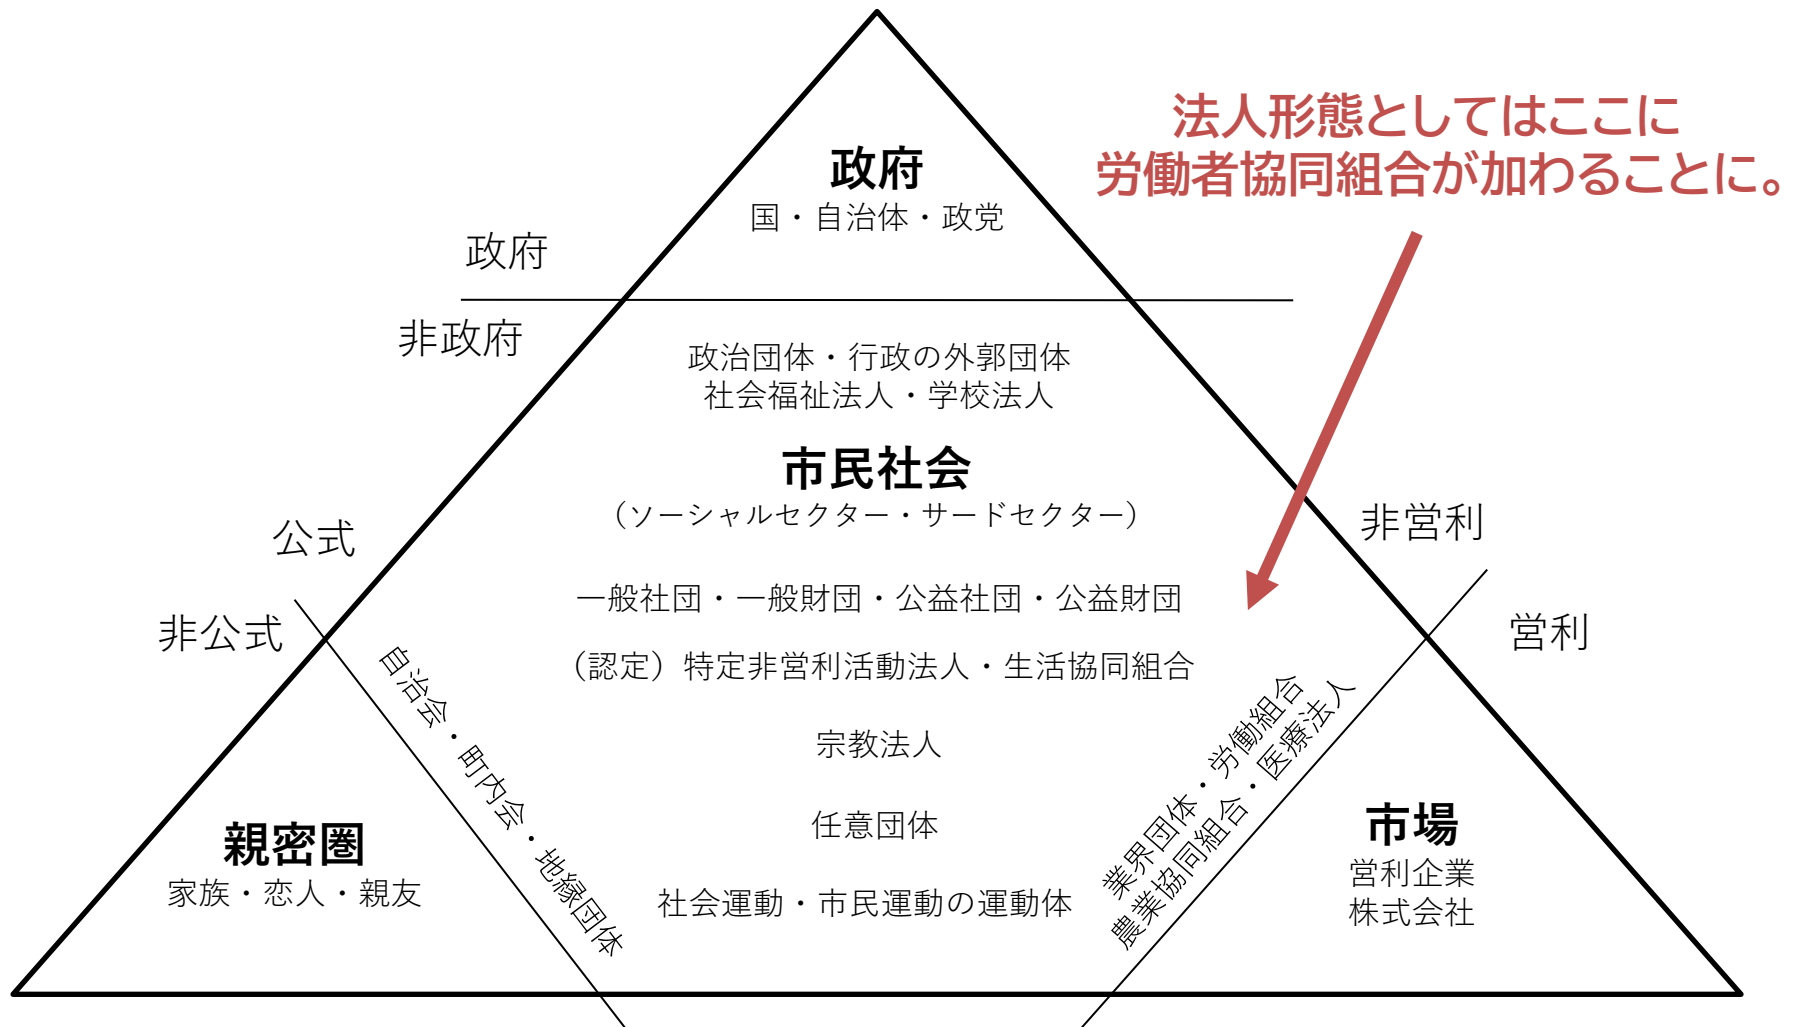 法人形態としてはここに
労働者協同組合が加わることに。
政府
国・自治体・政党
政府
非政府
政治団体・行政の外郭団体
社会福祉法人・学校法人
市民社会
（ソーシャルセクター・サードセクター）
公式
非公式
非営利
営利
一般社団・一般財団・公益社団・公益財団
（認定）特定非営利活動法人・生活協同組合
宗教法人
任意団体
社会運動・市民運動の運動体
自治会・町内会・地縁団体
業界団体・労働組合
農業協同組合・医療法人
親密圏
家族・恋人・親友
市場
営利企業
株式会社